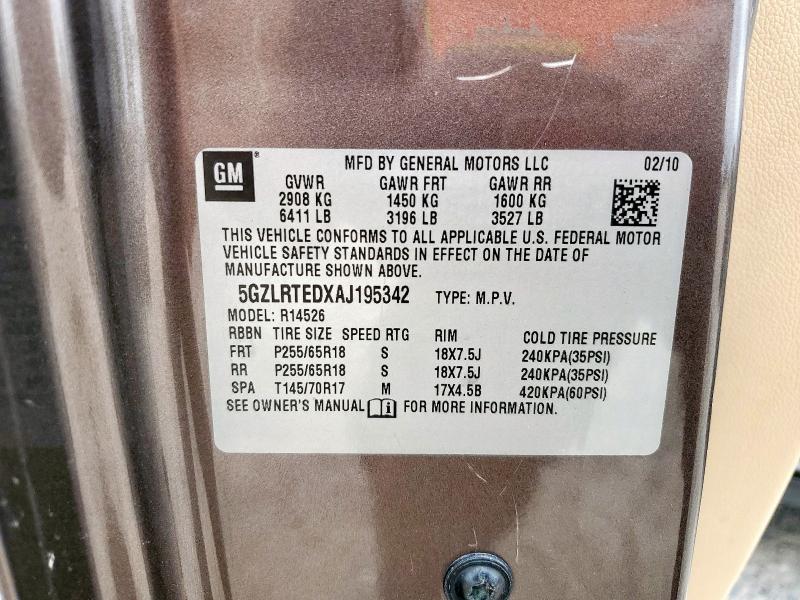 GM® MFD BY GENERAL MOTORS LLC 02/10
GVWR GAWR FRT GAWR RR
2908 KG 1450 KG 1600 KG
6411 LB 3196 LB 3527 LB
THIS VEHICLE CONFORMS TO ALL APPLICABLE U.S. FEDERAL MOTOR
VEHICLE SAFETY STANDARDS IN EFFECT ON THE DATE OF
MANUFACTURE SHOWN ABOVE.
5GZLRTEDXAJ195342 TYPE: M.P.V.
MODEL: R14526
RBBN TIRE SIZE SPEED RTG RIM COLD TIRE PRESSURE
FRT P255/65R18 S 18X7.5J 240KPA(35PSI)
RR P255/65R18 S 18X7.5J 240KPA(35PSI)
SPA T145/70R17 M 17X4.5B 420KPA(60PSI)
SEE OWNER'S MANUAL i FOR MORE INFORMATION.